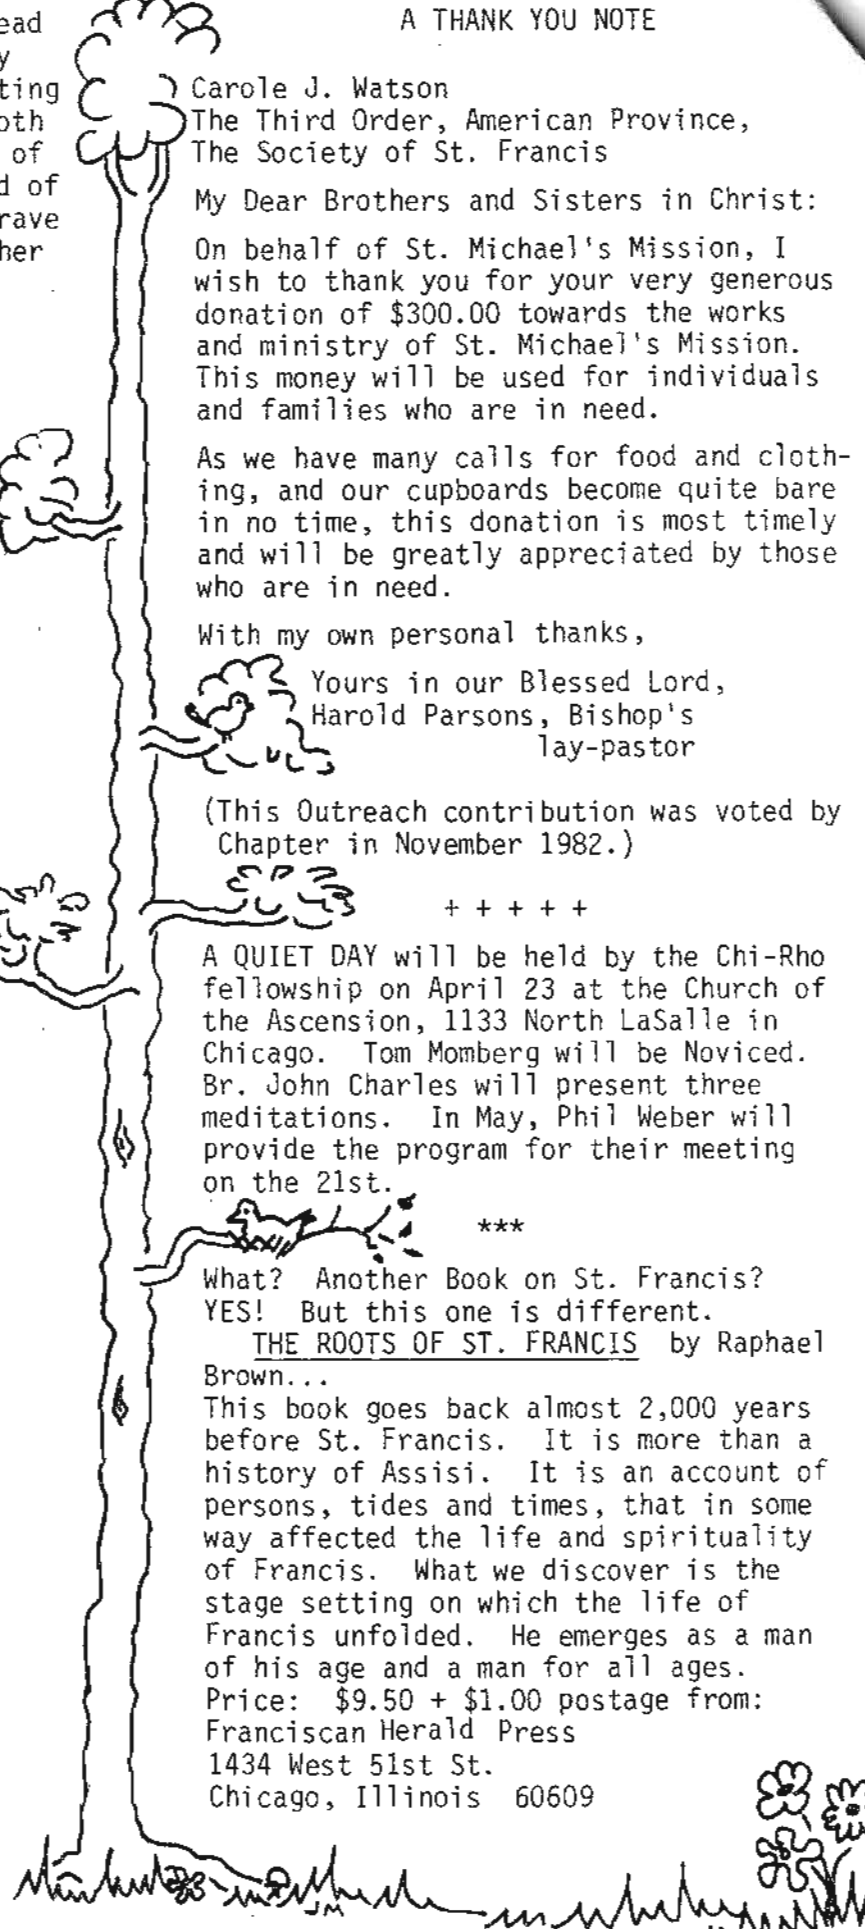 ead
y
ting
oth
of
d of
rave
her
A THANK YOU NOTE
Carole J. Watson
The Third Order, American Province,
The Society of St. Francis
My Dear Brothers and Sisters in Christ:
On behalf of St. Michael's Mission, I
wish to thank you for your very generous
donation of $300.00 towards the works
and ministry of St. Michael's Mission.
This money will be used for individuals
and families who are in need.
As we have many calls for food and cloth-
ing, and our cupboards become quite bare
in no time, this donation is most timely
and will be greatly appreciated by those
who are in need.
With my own personal thanks,
Yours in our Blessed Lord,
Harold Parsons, Bishop's
lay-pastor
(This Outreach contribution was voted by
Chapter in November 1982.)
+ + + + +
A QUIET DAY will be held by the Chi-Rho
fellowship on April 23 at the Church of
the Ascension, 1133 North LaSalle in
Chicago. Tom Momberg will be Noviced.
Br. John Charles will present three
meditations. In May, Phil Weber will
provide the program for their meeting
on the 21st.
***
What? Another Book on St. Francis?
YES! But this one is different.
THE ROOTS OF ST. FRANCIS by Raphael
Brown...
This book goes back almost 2,000 years
before St. Francis. It is more than a
history of Assisi. It is an account of
persons, tides and times, that in some
way affected the life and spirituality
of Francis. What we discover is the
stage setting on which the life of
Francis unfolded. He emerges as a man
of his age and a man for all ages.
Price: $9.50 + $1.00 postage from:
Franciscan Herald Press
1434 West 51st St.
Chicago, Illinois 60609
JM